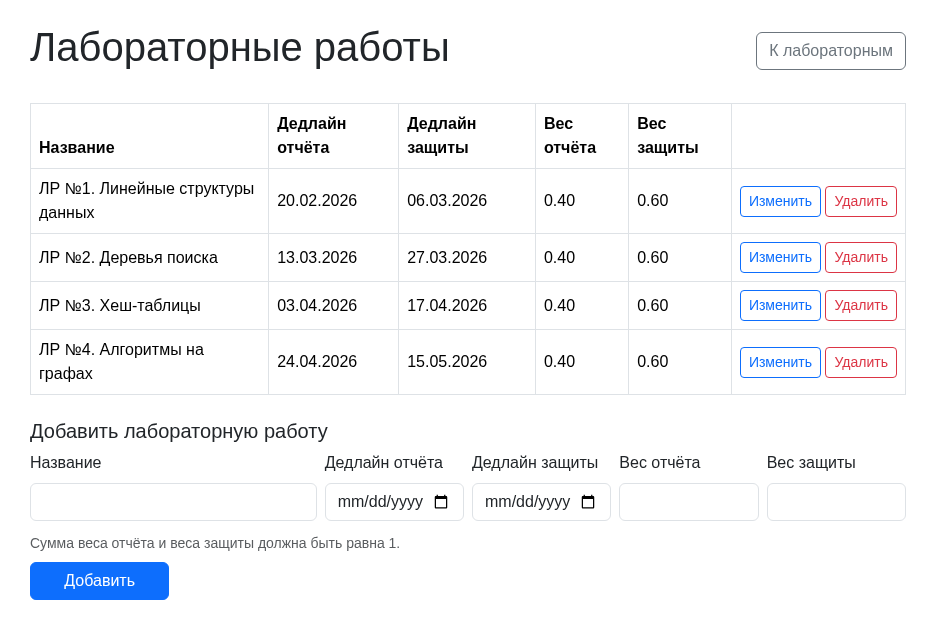 Лабораторные работы
К лабораторным
Название Дедлайн отчёта Дедлайн защиты Вес отчёта Вес защиты
ЛР №1. Линейные структуры данных 20.02.2026 06.03.2026 0.40 0.60 Изменить Удалить
ЛР №2. Деревья поиска 13.03.2026 27.03.2026 0.40 0.60 Изменить Удалить
ЛР №3. Хеш-таблицы 03.04.2026 17.04.2026 0.40 0.60 Изменить Удалить
ЛР №4. Алгоритмы на графах 24.04.2026 15.05.2026 0.40 0.60 Изменить Удалить
Добавить лабораторную работу
Название Дедлайн отчёта Дедлайн защиты Вес отчёта Вес защиты
mm/dd/yyyy mm/dd/yyyy
Сумма веса отчёта и веса защиты должна быть равна 1.
Добавить